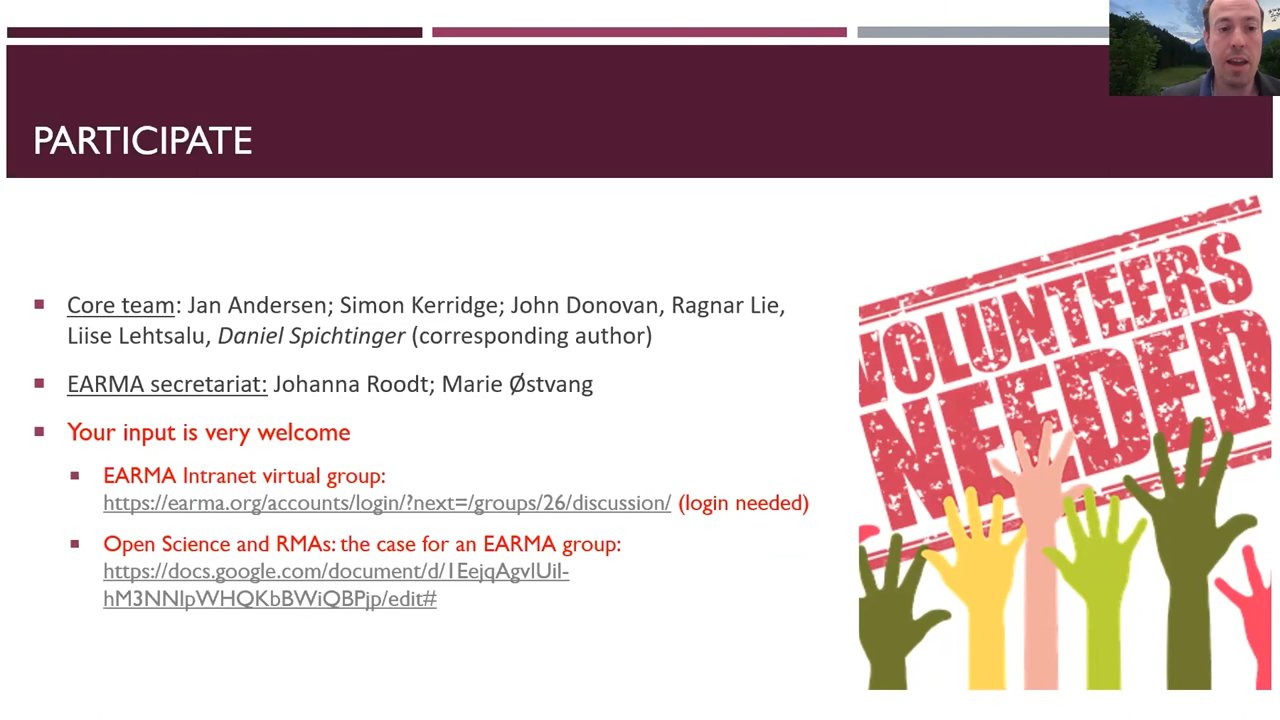 PARTICIPATE
Core team: Jan Andersen; Simon Kerridge; John Donovan, Ragnar Lie,
Liise Lehtsalu, Daniel Spichtinger (corresponding author)
EARMA secretariat: Johanna Roodt; Marie Østvang
Your input is very welcome
EARMA Intranet virtual group:
https://earma.org/accounts/login/?next=/groups/26/discussion/ (login needed)
Open Science and RMAs: the case for an EARMA group:
https://docs.google.com/document/d/1EejqAgvlUiI-
hM3NNlpWHQKbBWiQBPjp/edit#
VOLUNTEERS
NEEDED